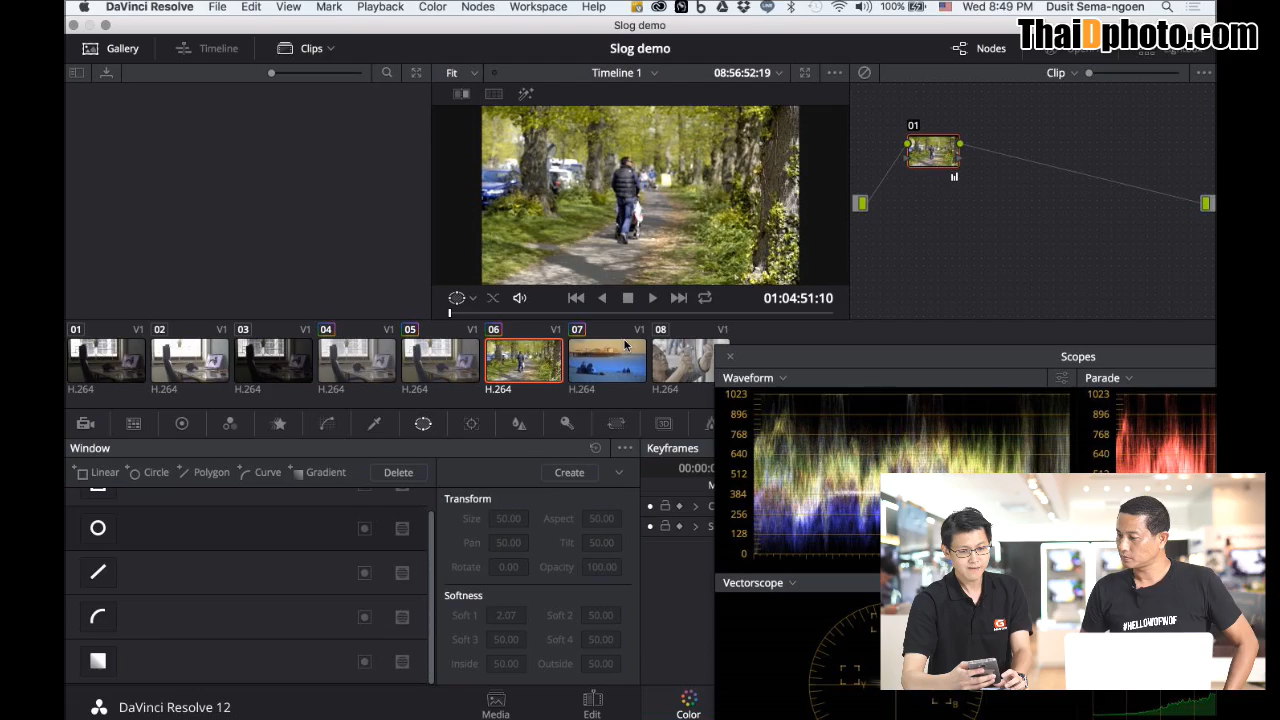 DaVinci Resolve File Edit View Mark Playback Color Nodes Workspace Help 100% Wed 8:49 PM Dusit Sema-ngoen
Slog demo
ThaiDphoto.com
Gallery Timeline Clips Slog demo Nodes
Fit Timeline 1 08:56:52:19 Clip
01
01:04:51:10
01 V1 02 V1 03 V1 04 V1 05 V1 06 V1 07 V1 08 V1
H.264 H.264 H.264 H.264 H.264 H.264 H.264 H.264
Scopes
Waveform Parade
1023 1023
896 896
768 768
640 640
512 512
384
256
128
0
Window Keyframes
Linear Circle Polygon Curve Gradient Delete Create 00:00:0
Transform
Size 50.00 Aspect 50.00
Pan 50.00 Tilt 50.00
Rotate 0.00 Opacity 100.00
Softness
Soft 1 2.07 Soft 2 50.00
Soft 3 50.00 Soft 4 50.00
Inside 50.00 Outside 50.00
Vectorscope
B
G
#HELLOWOFWOF
DaVinci Resolve 12 Media Edit Color